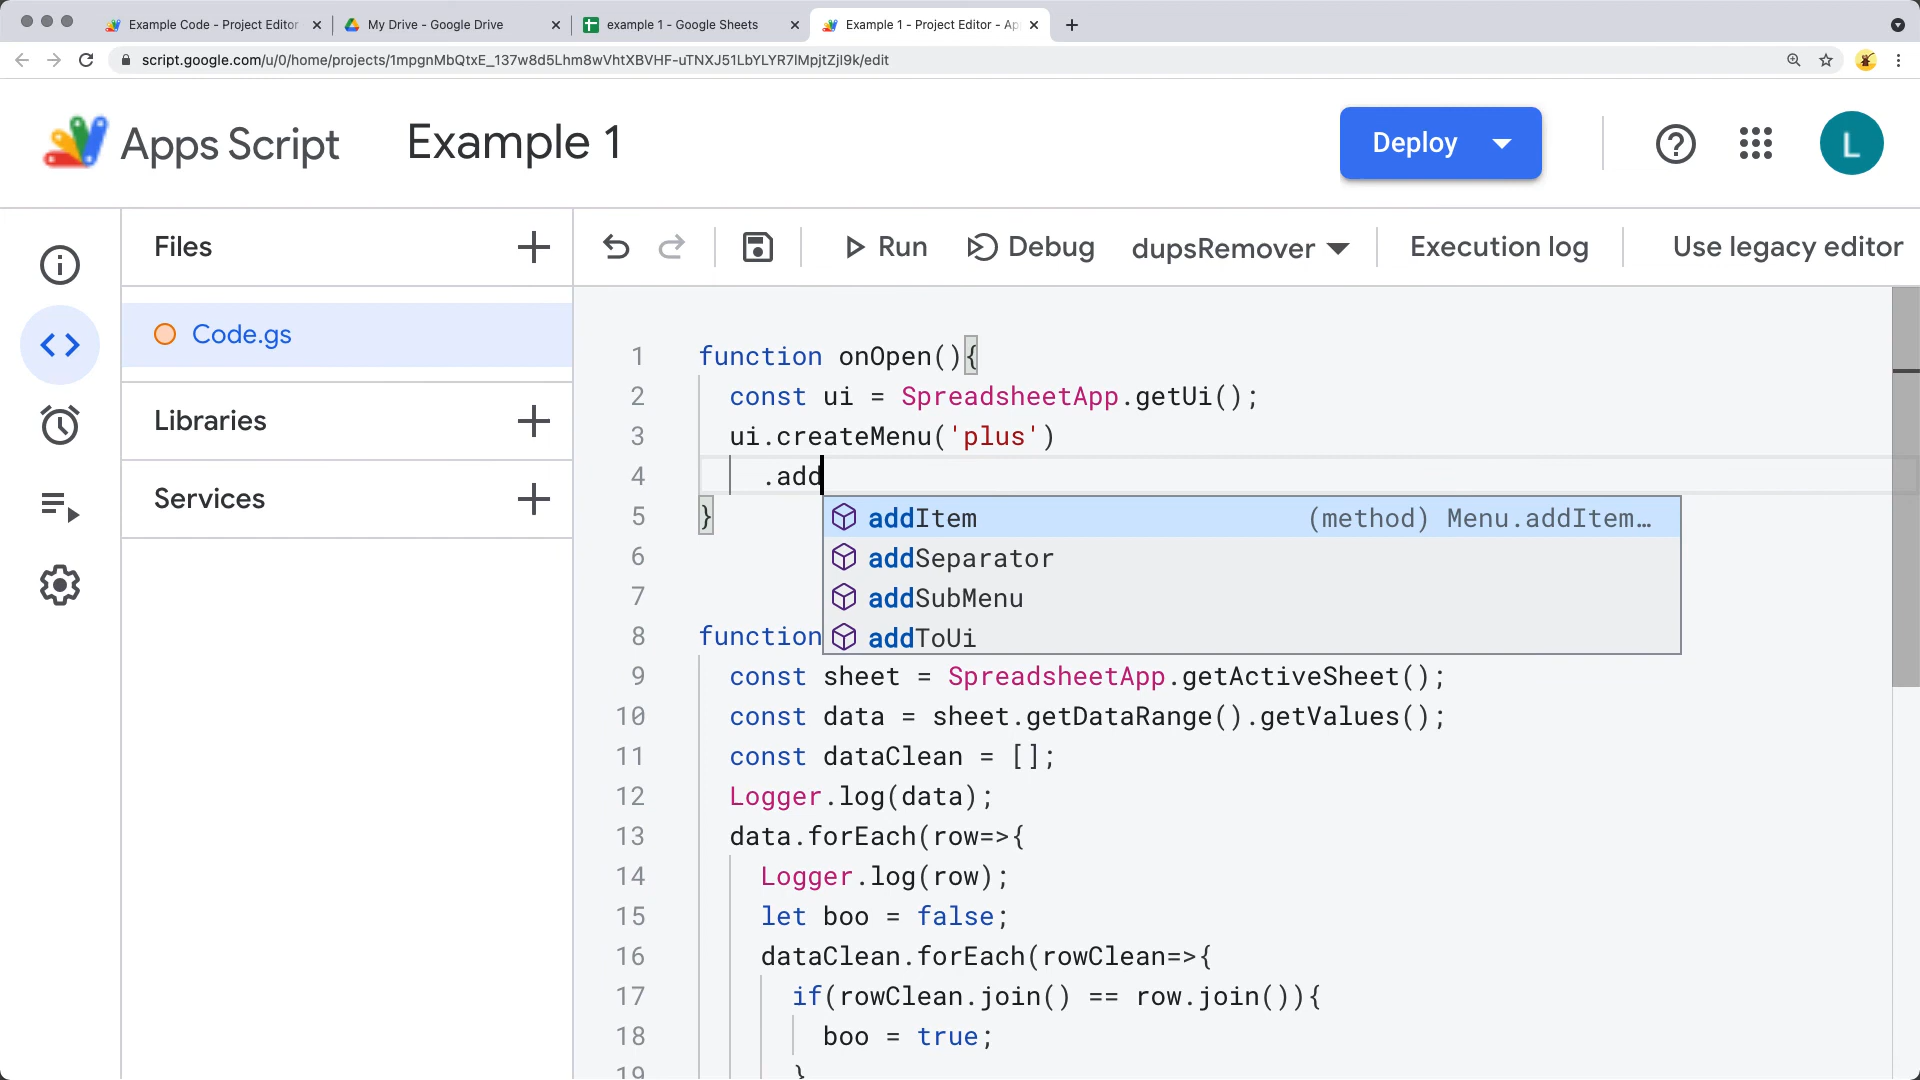 Example Code - Project Editor
My Drive - Google Drive
example 1 - Google Sheets
Example 1 - Project Editor - Ap
script.google.com/u/0/home/projects/1mpgnMbQtxE_137w8d5Lhm8wVhtXBVHF-uTNXJ51LbYLYR7lMpjtZjl9k/edit
Apps Script
Example 1
Deploy
L
Files
Run
Debug
dupsRemover
Execution log
Use legacy editor
Code.gs
Libraries
Services
1 function onOpen(){
2 const ui = SpreadsheetApp.getUi();
3 ui.createMenu('plus')
4 .add
5 }
addItem (method) Menu.addItem…
addSeparator
6
addSubMenu
7
addToUi
8 function
9 const sheet = SpreadsheetApp.getActiveSheet();
10 const data = sheet.getDataRange().getValues();
11 const dataClean = [];
12 Logger.log(data);
13 data.forEach(row=>{
14 Logger.log(row);
15 let boo = false;
16 dataClean.forEach(rowClean=>{
17 if(rowClean.join() == row.join()){
18 boo = true;
19 }